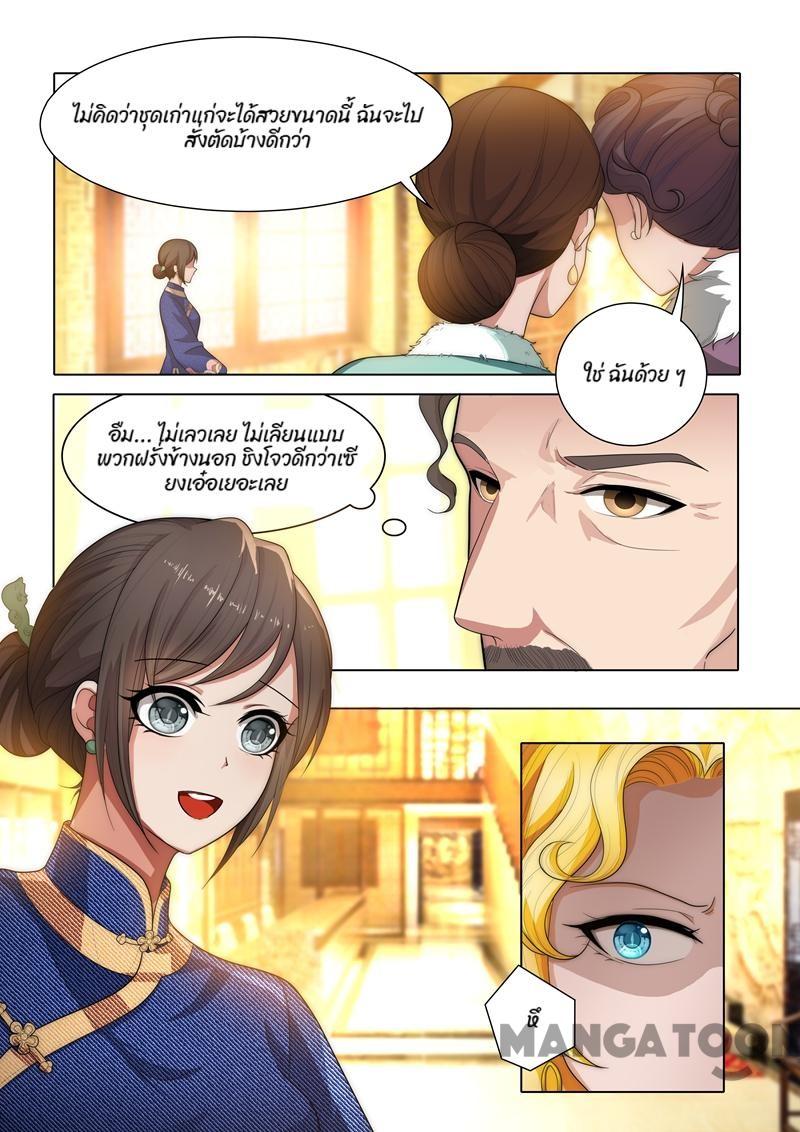 ไม่คิดว่าชุดเก่าแก่จะได้สวยขนาดนี้ ฉันจะไป
สั่งตัดบ้างดีกว่า
ใช่ ฉันด้วย ๆ
อืม... ไม่เลวเลย ไม่เลียนแบบ
พวกฝรั่งข้างนอก ชิงโจวดีกว่าเซี
ยงเอ๋อเยอะเลย
หึ
MANGATOON